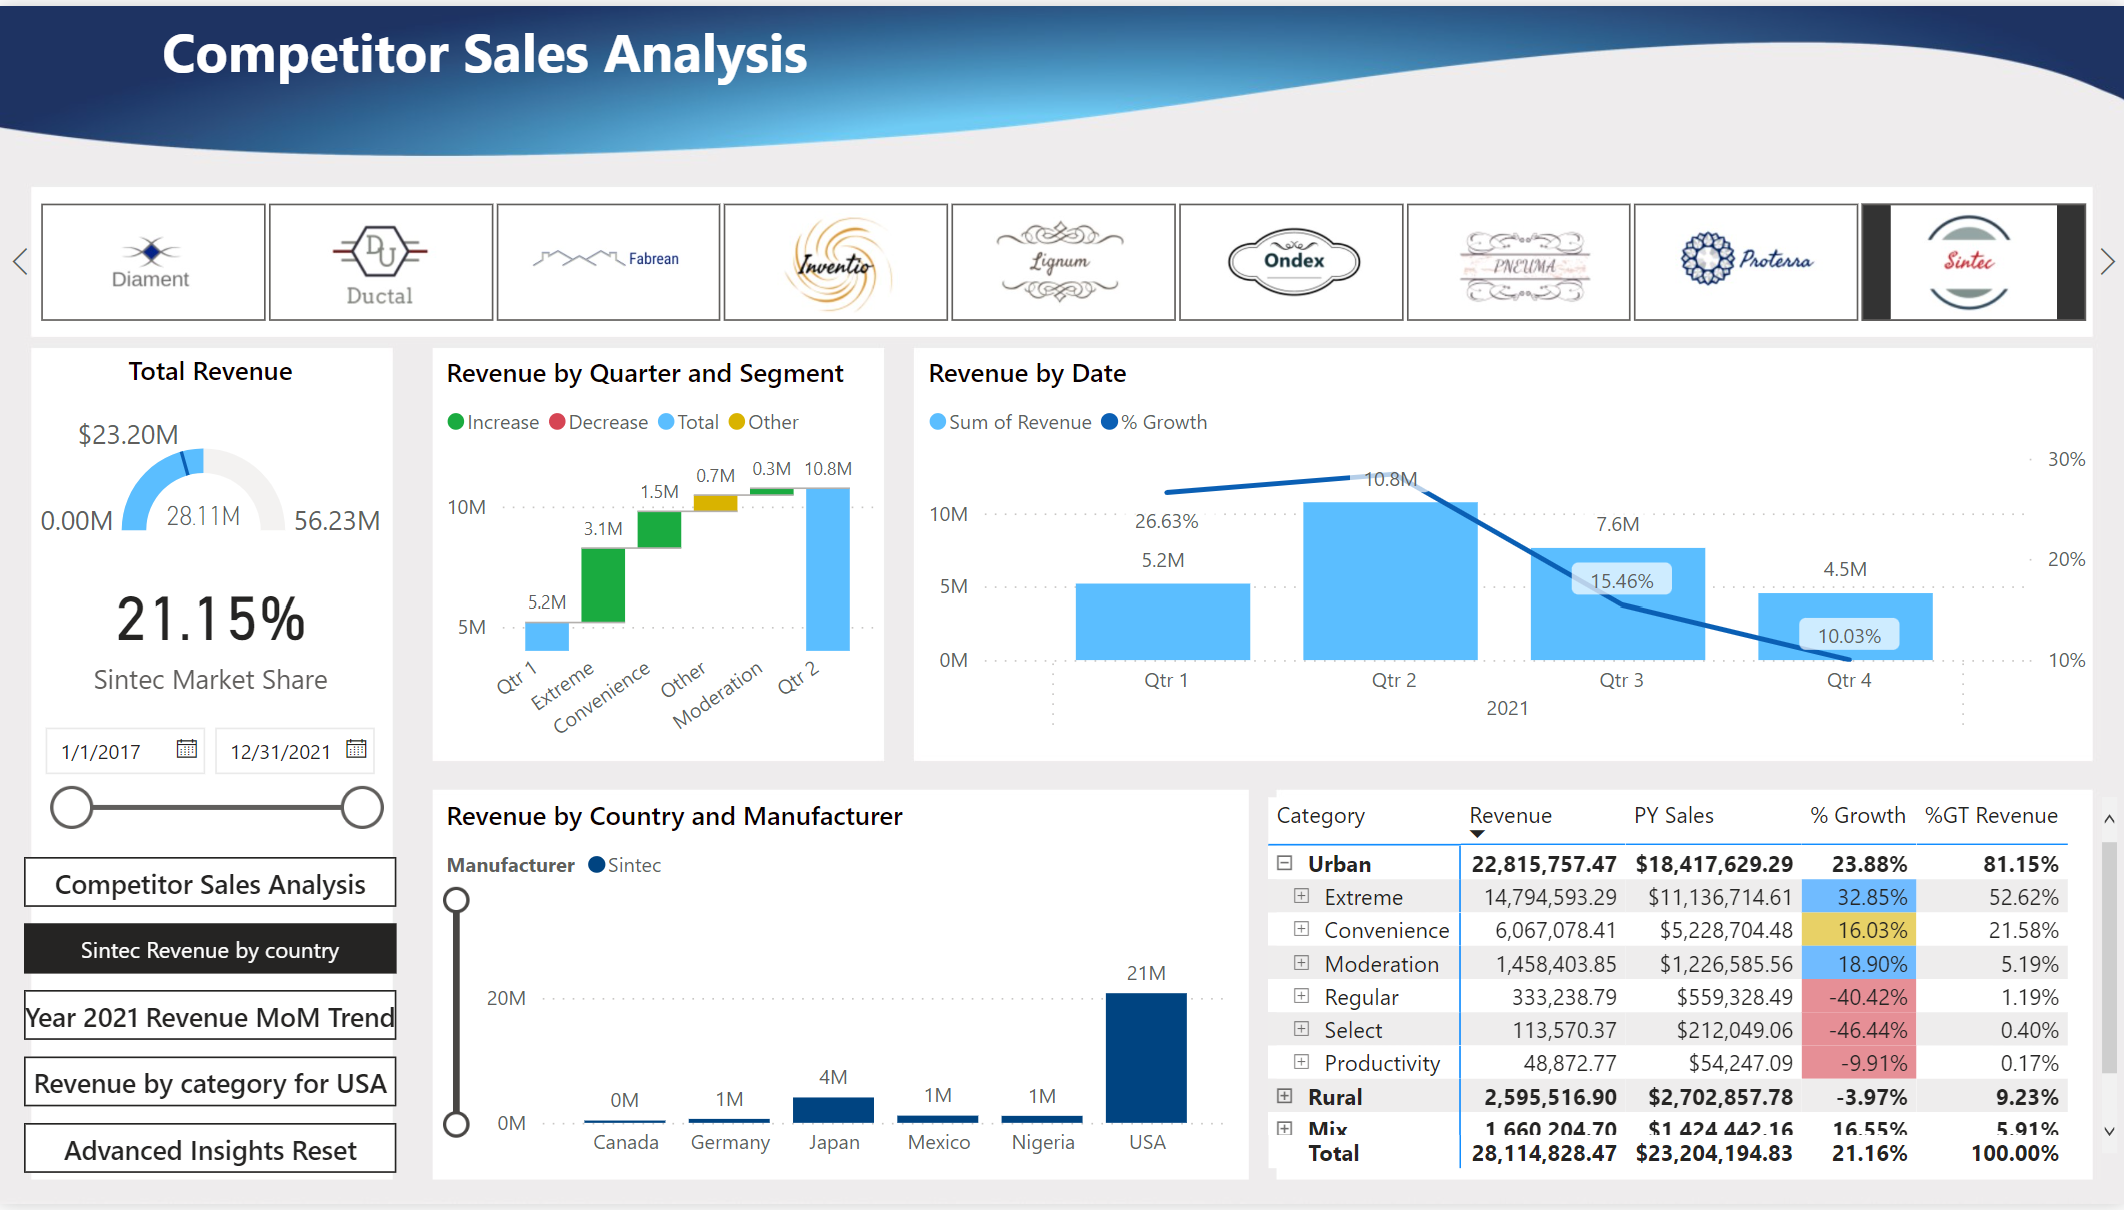 Competitor Sales Analysis
Diament
DU
Ductal
Fabrean
Inventio
Lignum
Ondex
PNEUMA
Proterra
Sintec
Total Revenue
$23.20M
0.00M
28.11M
56.23M
21.15%
Sintec Market Share
1/1/2017
12/31/2021
Competitor Sales Analysis
Sintec Revenue by country
Year 2021 Revenue MoM Trend
Revenue by category for USA
Advanced Insights Reset
Revenue by Quarter and Segment
Increase Decrease Total Other
10M
5M
5.2M
3.1M
1.5M
0.7M
0.3M
10.8M
Qtr 1
Extreme
Convenience
Other
Moderation
Qtr 2
Revenue by Date
Sum of Revenue % Growth
10M
5M
0M
30%
20%
10%
26.63%
5.2M
10.8M
7.6M
15.46%
4.5M
10.03%
Qtr 1 Qtr 2 Qtr 3 Qtr 4
2021
Revenue by Country and Manufacturer
Manufacturer Sintec
20M
0M
0M
1M
4M
1M
1M
21M
Canada Germany Japan Mexico Nigeria USA
Category Revenue PY Sales % Growth %GT Revenue
Urban 22,815,757.47 $18,417,629.29 23.88% 81.15%
Extreme 14,794,593.29 $11,136,714.61 32.85% 52.62%
Convenience 6,067,078.41 $5,228,704.48 16.03% 21.58%
Moderation 1,458,403.85 $1,226,585.56 18.90% 5.19%
Regular 333,238.79 $559,328.49 -40.42% 1.19%
Select 113,570.37 $212,049.06 -46.44% 0.40%
Productivity 48,872.77 $54,247.09 -9.91% 0.17%
Rural 2,595,516.90 $2,702,857.78 -3.97% 9.23%
Mix 1,660,204.70 $1,424,442.16 16.55% 5.91%
Total 28,114,828.47 $23,204,194.83 21.16% 100.00%